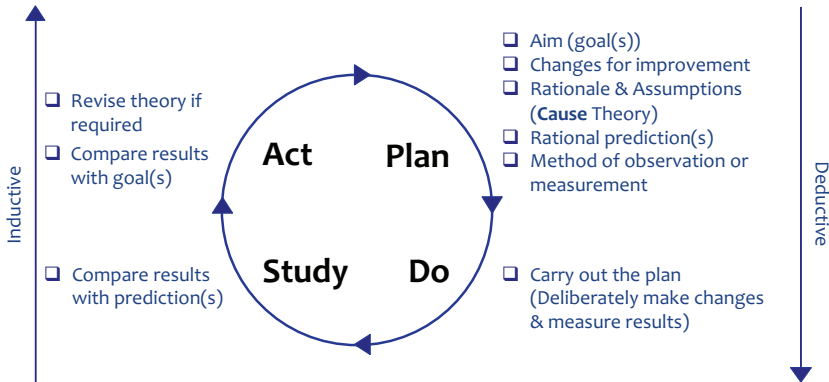 Inductive
❑ Revise theory if
required
❑ Compare results
with goal(s)
❑ Compare results
with prediction(s)
Act
Plan
Study
Do
❑ Aim (goal(s))
❑ Changes for improvement
❑ Rationale & Assumptions
(Cause Theory)
❑ Rational prediction(s)
❑ Method of observation or
measurement
❑ Carry out the plan
(Deliberately make changes
& measure results)
Deductive